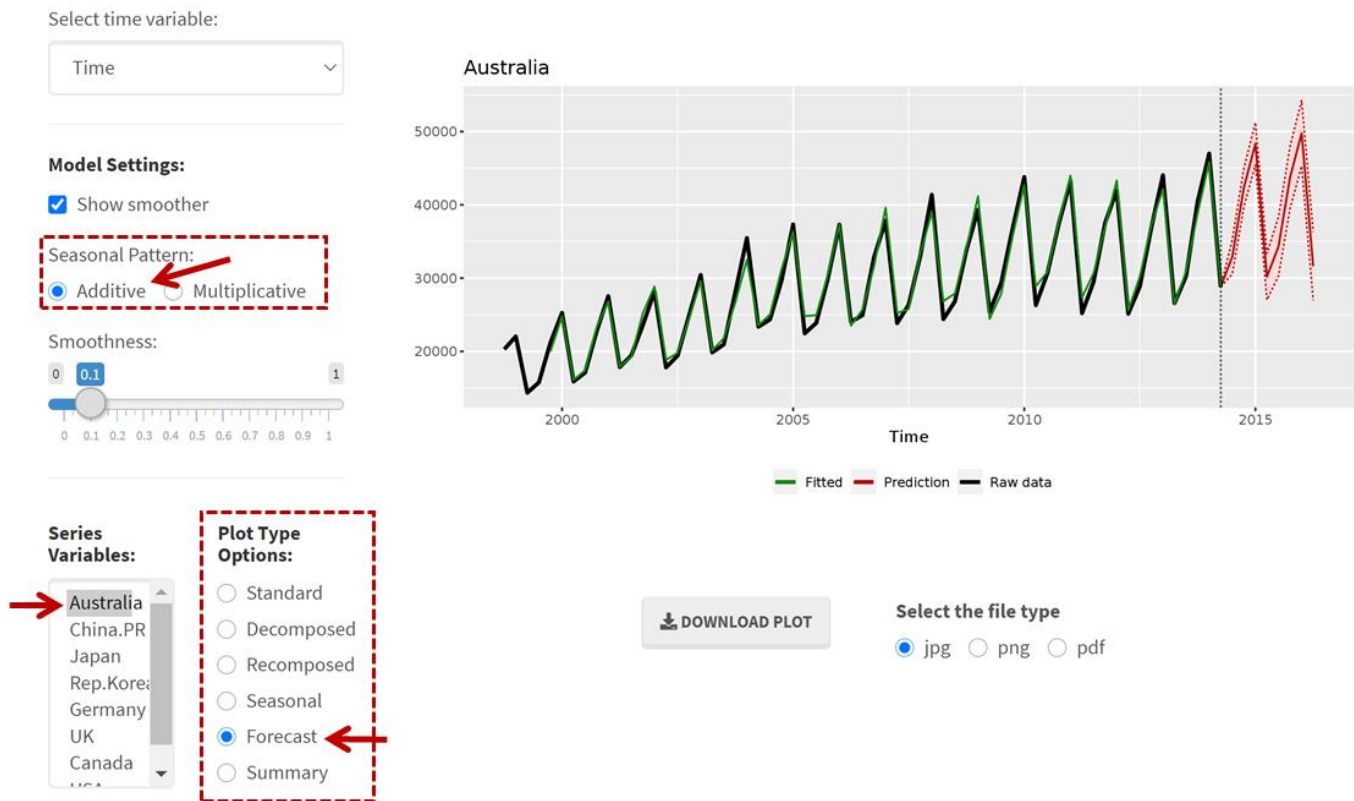 Select time variable:
Time
Model Settings:
Show smoother
Seasonal Pattern:
Additive Multiplicative
Smoothness:
0 0.1 1
0 0.1 0.2 0.3 0.4 0.5 0.6 0.7 0.8 0.9 1
Series
Variables:
Australia
China.PR
Japan
Rep.Korea
Germany
UK
Canada
USA
Plot Type
Options:
Standard
Decomposed
Recomposed
Seasonal
Forecast
Summary
Australia
50000
40000
30000
20000
2000 2005 2010 2015
Time
Fitted Prediction Raw data
DOWNLOAD PLOT
Select the file type
jpg png pdf